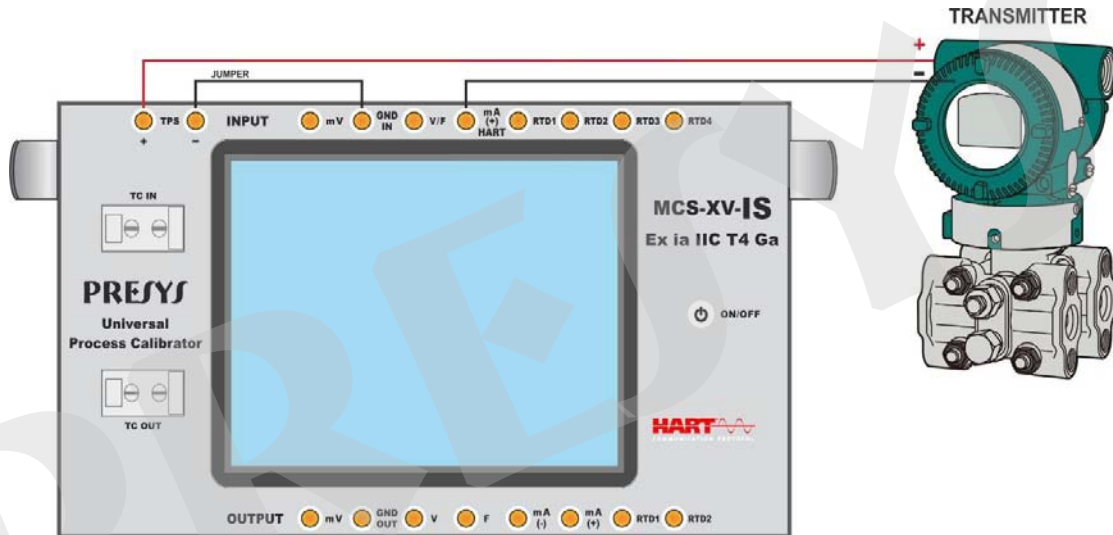 TRANSMITTER
+
−
JUMPER
TPS
+
−
INPUT
mV
GND
IN
V/F
mA
(+)
HART
RTD1
RTD2
RTD3
RTD4
TC IN
PRESYS
Universal
Process Calibrator
TC OUT
MCS-XV-IS
Ex ia IIC T4 Ga
ON/OFF
HART
COMMUNICATION PROTOCOL
OUTPUT
mV
GND
OUT
V
F
mA
(-)
mA
(+)
RTD1
RTD2
PRESYS